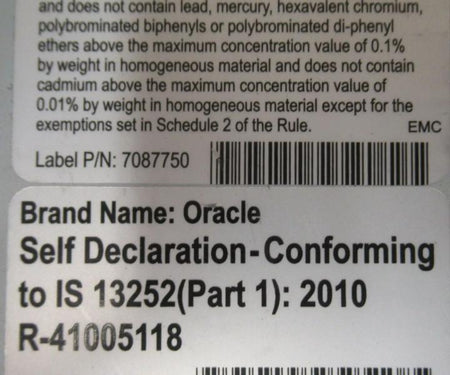 and does not contain lead, mercury, hexavalent chromium,
polybrominated biphenyls or polybrominated di-phenyl
ethers above the maximum concentration value of 0.1%
by weight in homogeneous material and does not contain
cadmium above the maximum concentration value of
0.01% by weight in homogeneous material except for the
exemptions set in Schedule 2 of the Rule.
EMC
Label P/N: 7087750
Brand Name: Oracle
Self Declaration-Conforming
to IS 13252(Part 1): 2010
R-41005118